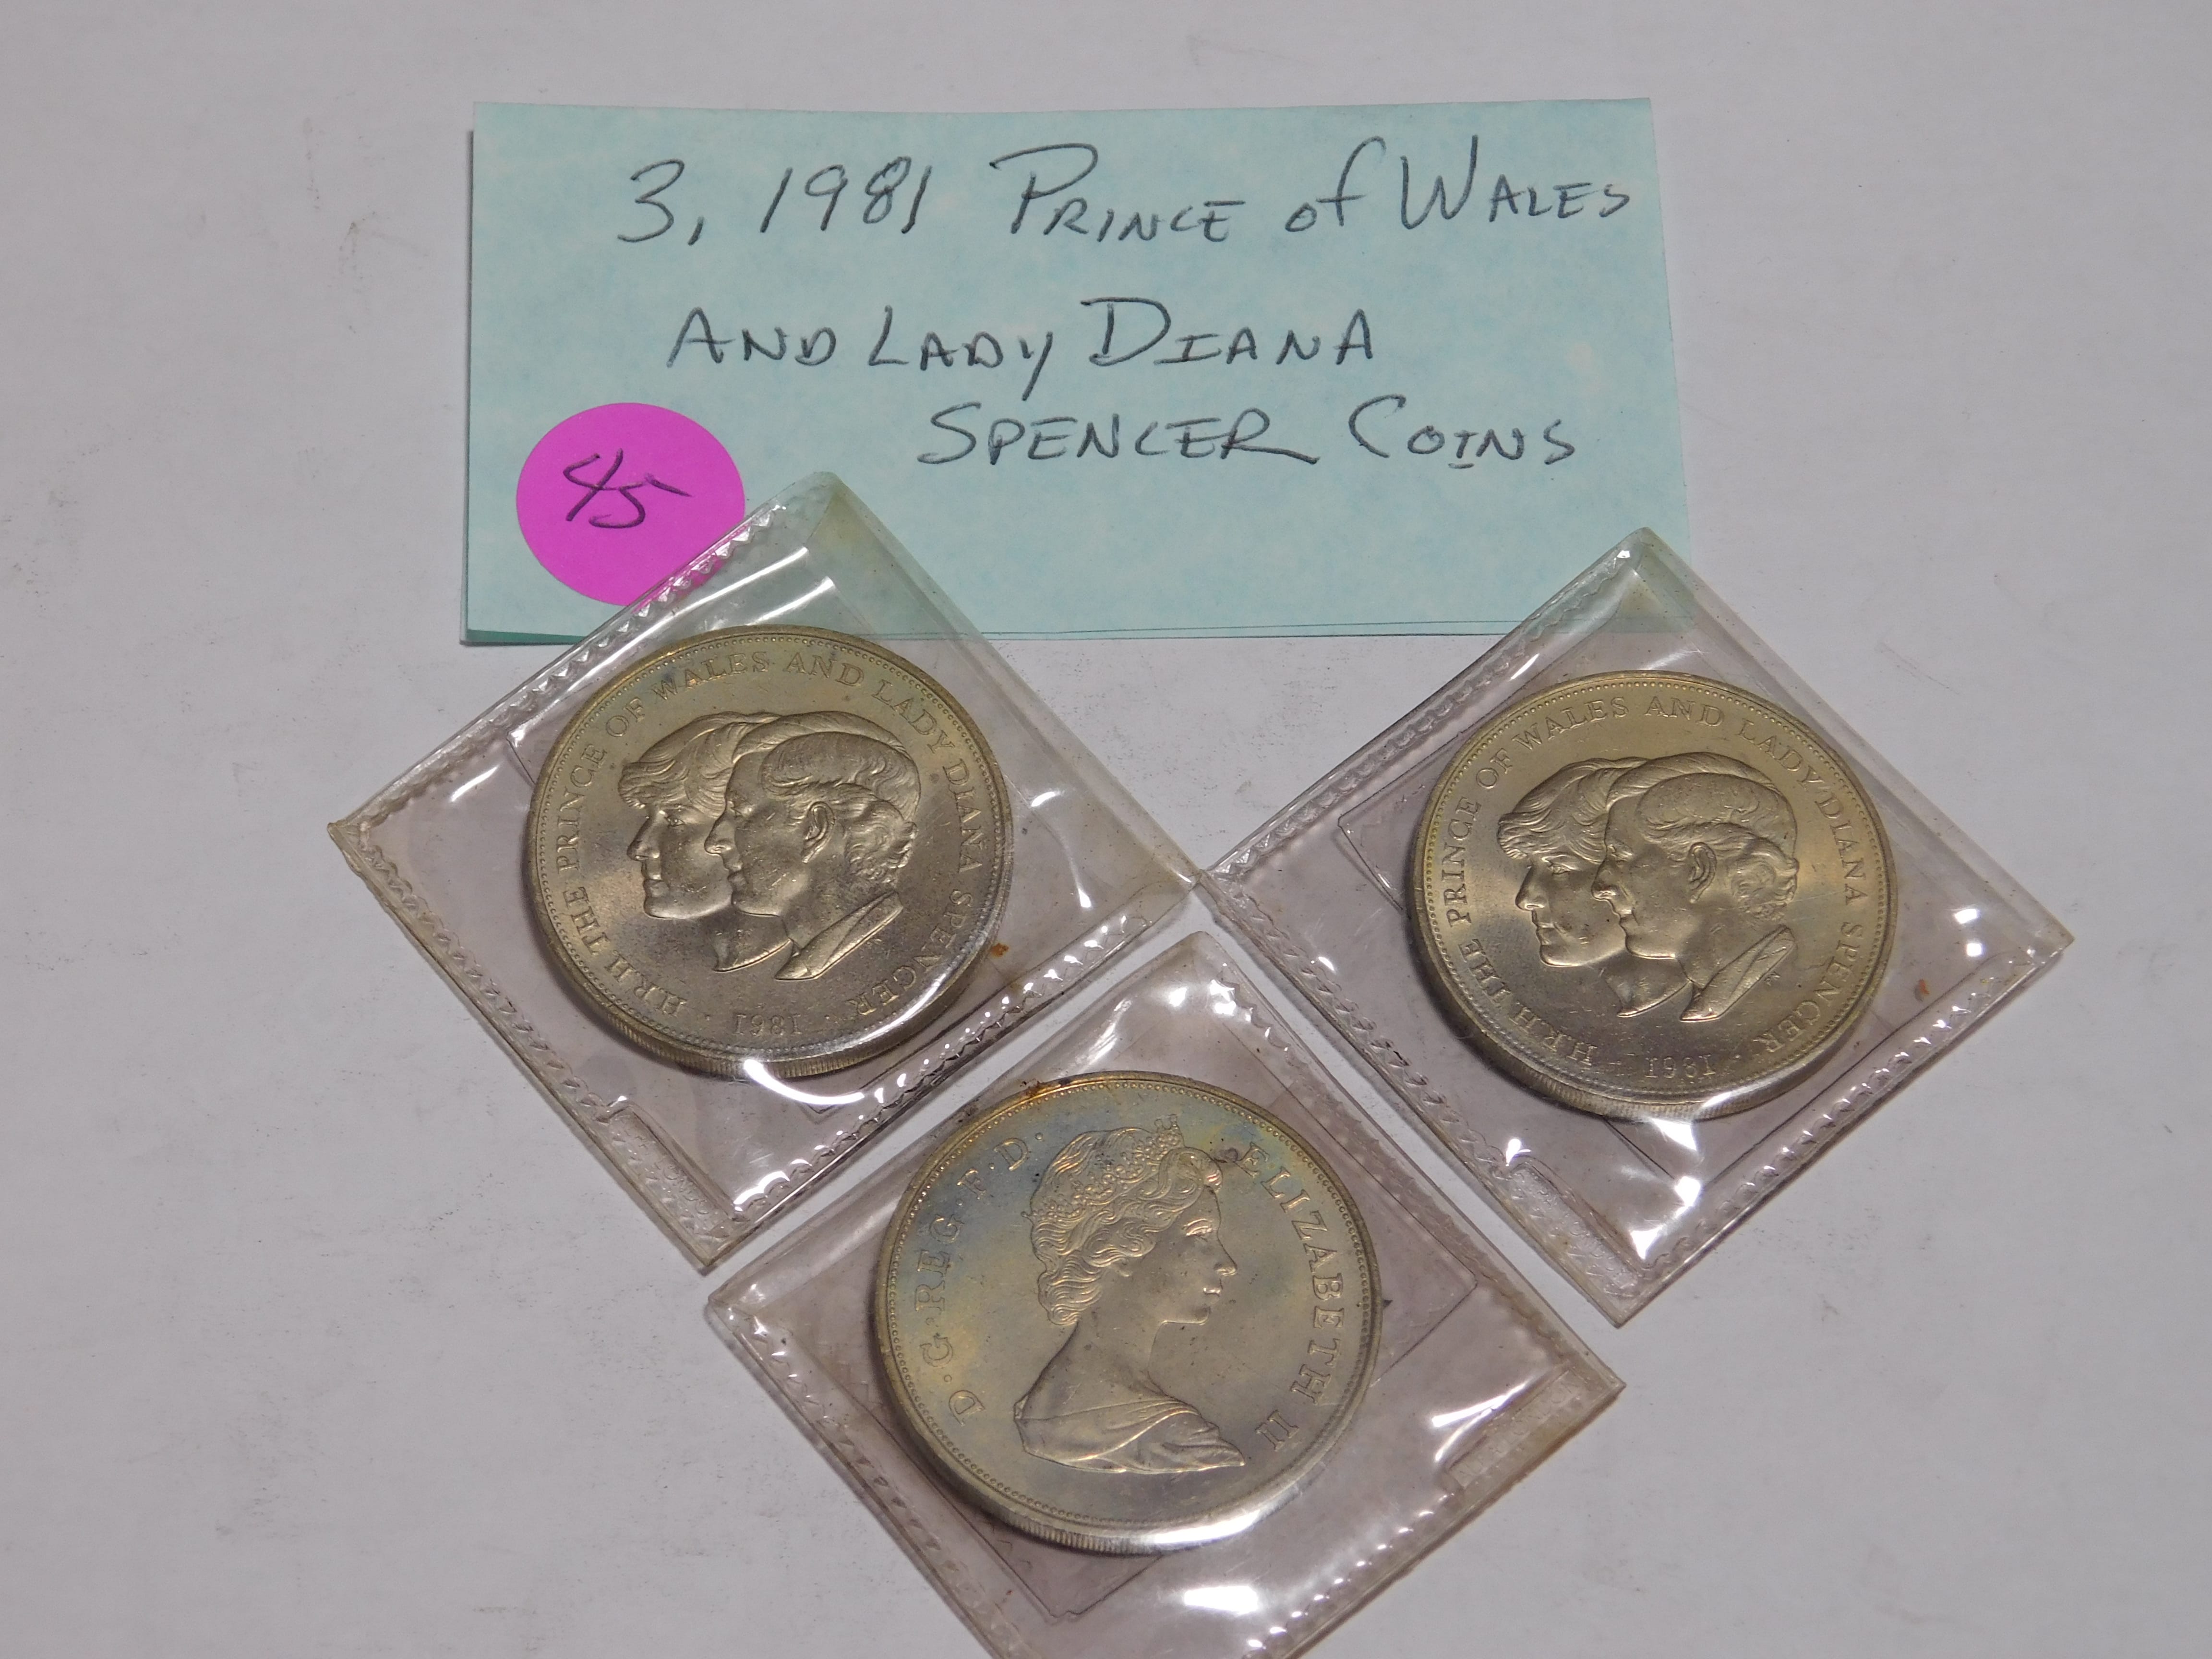 3, 1981 PRINCE of WALES
AND LADY DIANA
SPENCER COINS
45
H.R.H. THE PRINCE OF WALES AND LADY DIANA SPENCER
· 1981 ·
H.R.H. THE PRINCE OF WALES AND LADY DIANA SPENCER
· 1981 ·
D·G·REG·F·D· ELIZABETH II